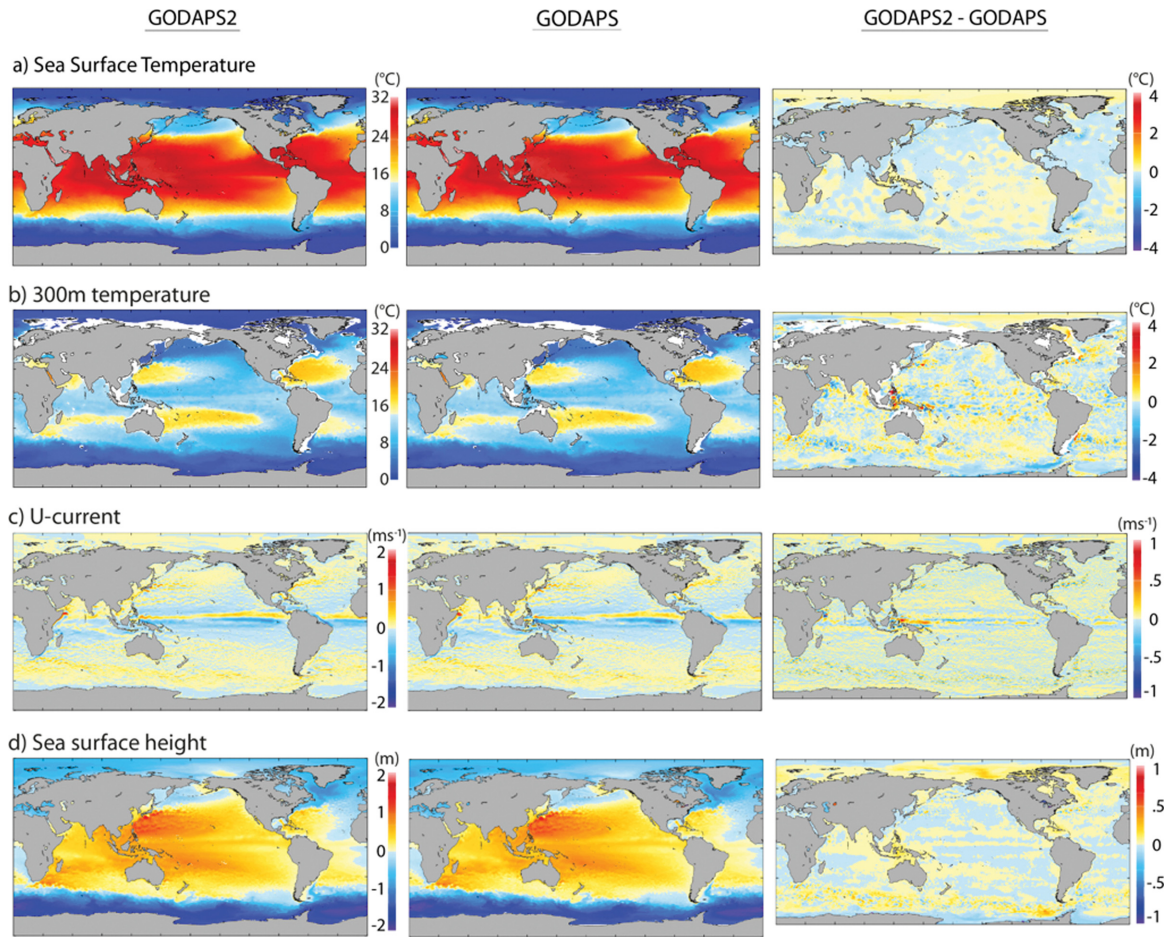 GODAPS2 GODAPS GODAPS2 - GODAPS
a) Sea Surface Temperature
(°C) (°C)
32 4
24 2
16 0
8 -2
0 -4
b) 300m temperature
(°C) (°C)
32 4
24 2
16 0
8 -2
0 -4
c) U-current
(ms-1) (ms-1)
2 1
1 .5
0 0
-1 -.5
-2 -1
d) Sea surface height
(m) (m)
2 1
1 .5
0 0
-1 -.5
-2 -1